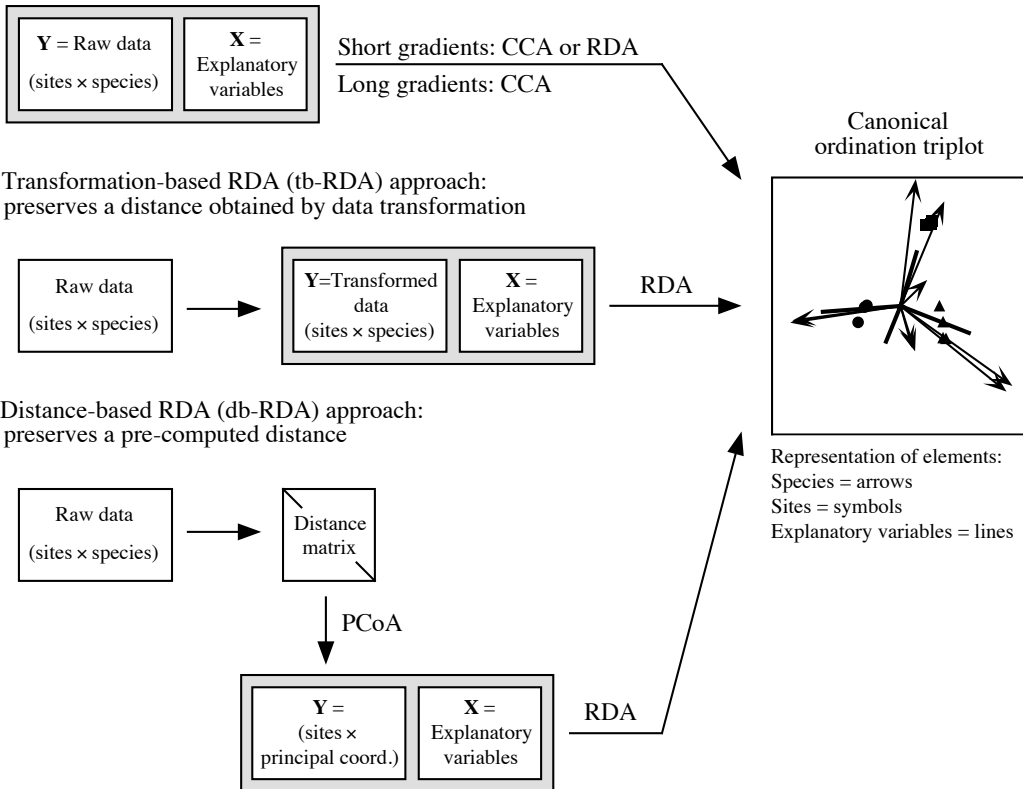 Y = Raw data
(sites × species)
X =
Explanatory
variables
Short gradients: CCA or RDA
Long gradients: CCA
Canonical
ordination triplot
Transformation-based RDA (tb-RDA) approach:
preserves a distance obtained by data transformation
Raw data
(sites × species)
Y=Transformed
data
(sites × species)
X =
Explanatory
variables
RDA
Representation of elements:
Species = arrows
Sites = symbols
Explanatory variables = lines
Distance-based RDA (db-RDA) approach:
preserves a pre-computed distance
Raw data
(sites × species)
Distance
matrix
PCoA
Y =
(sites ×
principal coord.)
X =
Explanatory
variables
RDA